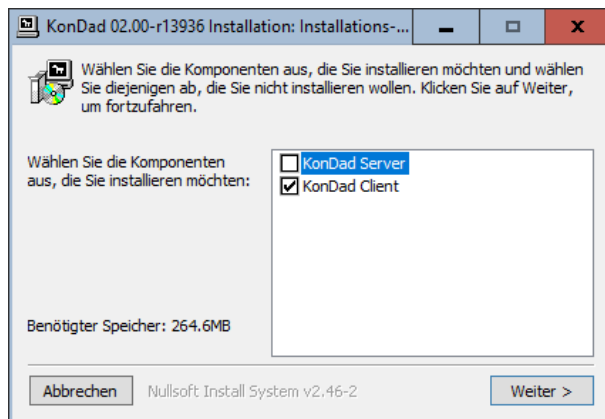 KonDad 02.00-r13936 Installation: Installations-...
Wählen Sie die Komponenten aus, die Sie installieren möchten und wählen
Sie diejenigen ab, die Sie nicht installieren wollen. Klicken Sie auf Weiter,
um fortzufahren.
Wählen Sie die Komponenten
aus, die Sie installieren möchten:
KonDad Server
KonDad Client
Benötigter Speicher: 264.6MB
Abbrechen
Nullsoft Install System v2.46-2
Weiter >